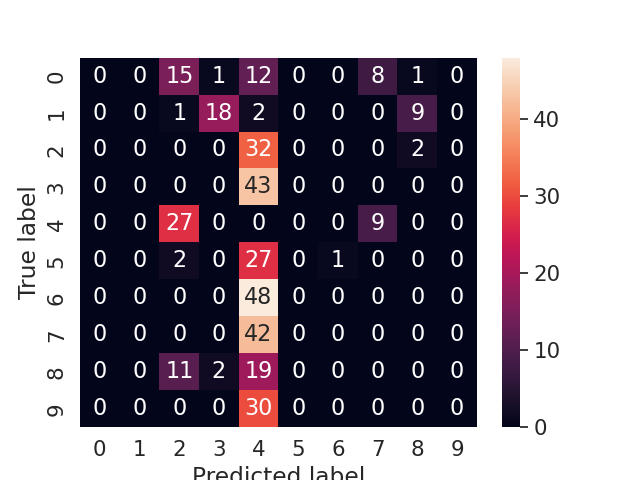 0 0 0 15 1 12 0 0 8 1 0
1 0 0 1 18 2 0 0 0 9 0
2 0 0 0 0 32 0 0 0 2 0
3 0 0 0 0 43 0 0 0 0 0
4 0 0 27 0 0 0 0 9 0 0
5 0 0 2 0 27 0 1 0 0 0
6 0 0 0 0 48 0 0 0 0 0
7 0 0 0 0 42 0 0 0 0 0
8 0 0 11 2 19 0 0 0 0 0
9 0 0 0 0 30 0 0 0 0 0
0 1 2 3 4 5 6 7 8 9
Predicted label
True label
40
30
20
10
0